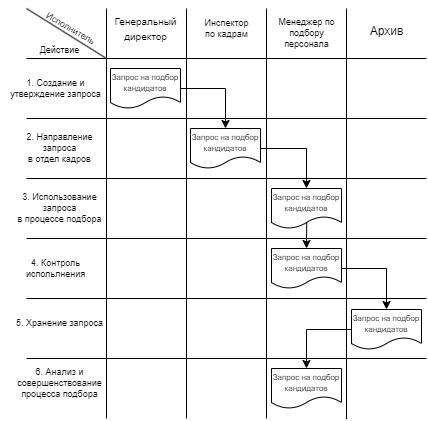 Исполнитель
Действие
Генеральный
директор
Инспектор
по кадрам
Менеджер по
подбору
персонала
Архив
1. Создание и
утверждение запроса
Запрос на подбор
кандидатов
2. Направление
запроса
в отдел кадров
Запрос на подбор
кандидатов
3. Использование
запроса
в процессе подбора
Запрос на подбор
кандидатов
4. Контроль
испольлнения
Запрос на подбор
кандидатов
5. Хранение запроса
Запрос на подбор
кандидатов
6. Анализ и
совершенствование
процесса подбора
Запрос на подбор
кандидатов